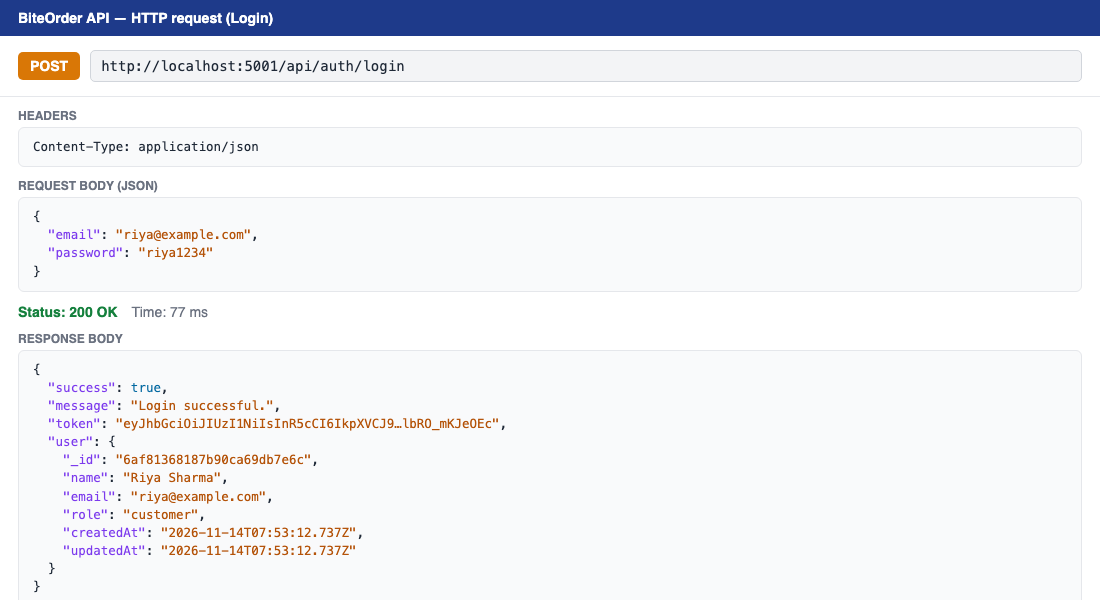 BiteOrder API — HTTP request (Login)
POST http://localhost:5001/api/auth/login
HEADERS
Content-Type: application/json
REQUEST BODY (JSON)
{
  "email": "riya@example.com",
  "password": "riya1234"
}
Status: 200 OK Time: 77 ms
RESPONSE BODY
{
  "success": true,
  "message": "Login successful.",
  "token": "eyJhbGciOiJIUzI1NiIsInR5cCI6IkpXVCJ9…lbRO_mKJeOEc",
  "user": {
    "_id": "6af81368187b90ca69db7e6c",
    "name": "Riya Sharma",
    "email": "riya@example.com",
    "role": "customer",
    "createdAt": "2026-11-14T07:53:12.737Z",
    "updatedAt": "2026-11-14T07:53:12.737Z"
  }
}